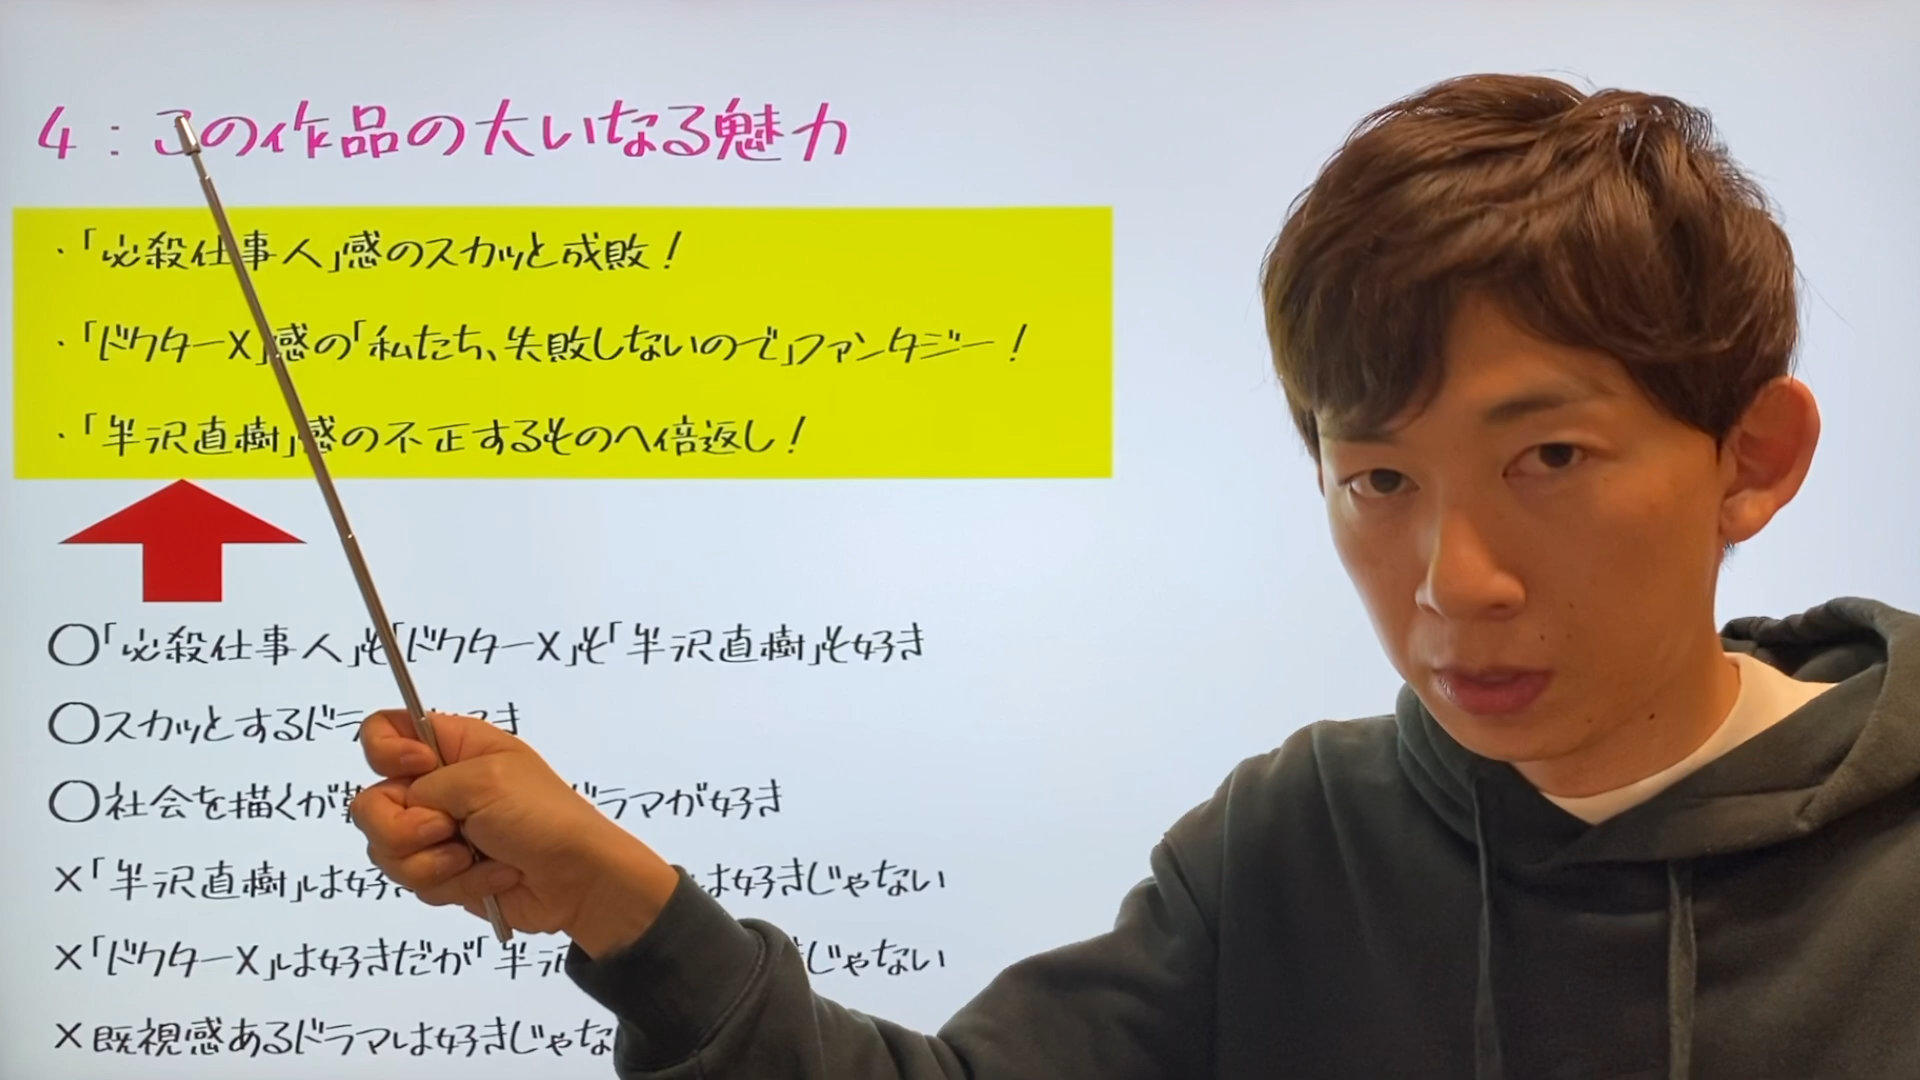 4：この作品の大いなる魅力
・「必殺仕事人」感のスカッと成敗！
・「ドクターX」感の「私たち、失敗しないので」ファンタジー！
・「半沢直樹」感の不正するものへ倍返し！
〇「必殺仕事人」も「ドクターX」も「半沢直樹」も好き
〇スカッとするドラ き
〇社会を描くが ドラマが好き
×「半沢直樹」は好き は好きじゃない
×「ドクターX」は好きだが「半沢 じゃない
×既視感あるドラマは好きじゃな